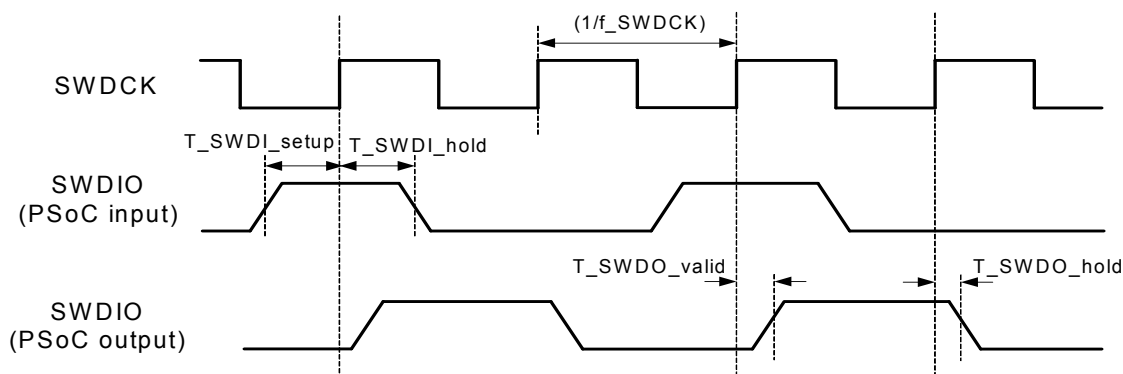 (1/f_SWDCK)
SWDCK
T_SWDI_setup T_SWDI_hold
SWDIO
(PSoC input)
T_SWDO_valid T_SWDO_hold
SWDIO
(PSoC output)